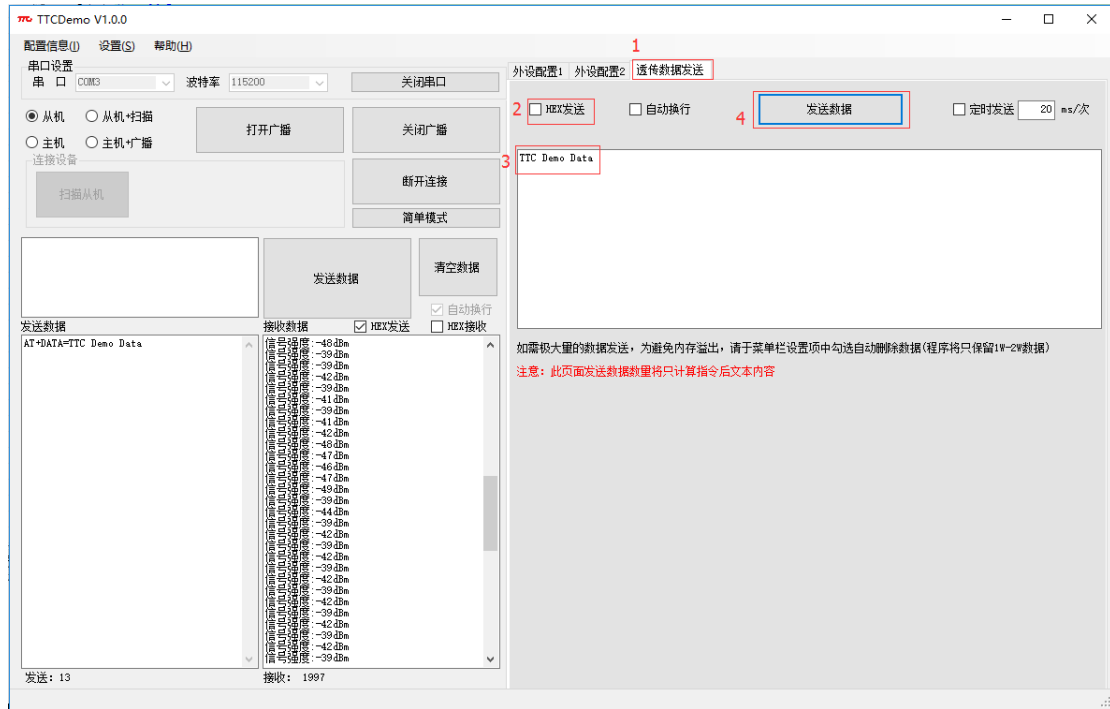 TTC TTCDemo V1.0.0
配置信息(I) 设置(S) 帮助(H)
串口设置
串 口 COM3 波特率 115200 关闭串口
从机 从机+扫描
主机 主机+广播
打开广播 关闭广播
连接设备
扫描从机
断开连接
简单模式
发送数据 清空数据
自动换行
发送数据 接收数据 HEX发送 HEX接收
AT+DATA=TTC Demo Data
信号强度:-48dBm
信号强度:-39dBm
信号强度:-39dBm
信号强度:-42dBm
信号强度:-39dBm
信号强度:-41dBm
信号强度:-39dBm
信号强度:-41dBm
信号强度:-42dBm
信号强度:-48dBm
信号强度:-47dBm
信号强度:-46dBm
信号强度:-47dBm
信号强度:-49dBm
信号强度:-39dBm
信号强度:-44dBm
信号强度:-39dBm
信号强度:-42dBm
信号强度:-39dBm
信号强度:-42dBm
信号强度:-39dBm
信号强度:-42dBm
信号强度:-39dBm
信号强度:-42dBm
信号强度:-39dBm
信号强度:-42dBm
信号强度:-39dBm
信号强度:-42dBm
信号强度:-39dBm
发送: 13 接收: 1997
1
外设配置1 外设配置2 透传数据发送
2 HEX发送 自动换行 4 发送数据 定时发送 20 ms/次
3 TTC Demo Data
如需极大量的数据发送，为避免内存溢出，请于菜单栏设置项中勾选自动删除数据(程序将只保留1W-2W数据)
注意：此页面发送数据数量将只计算指令后文本内容